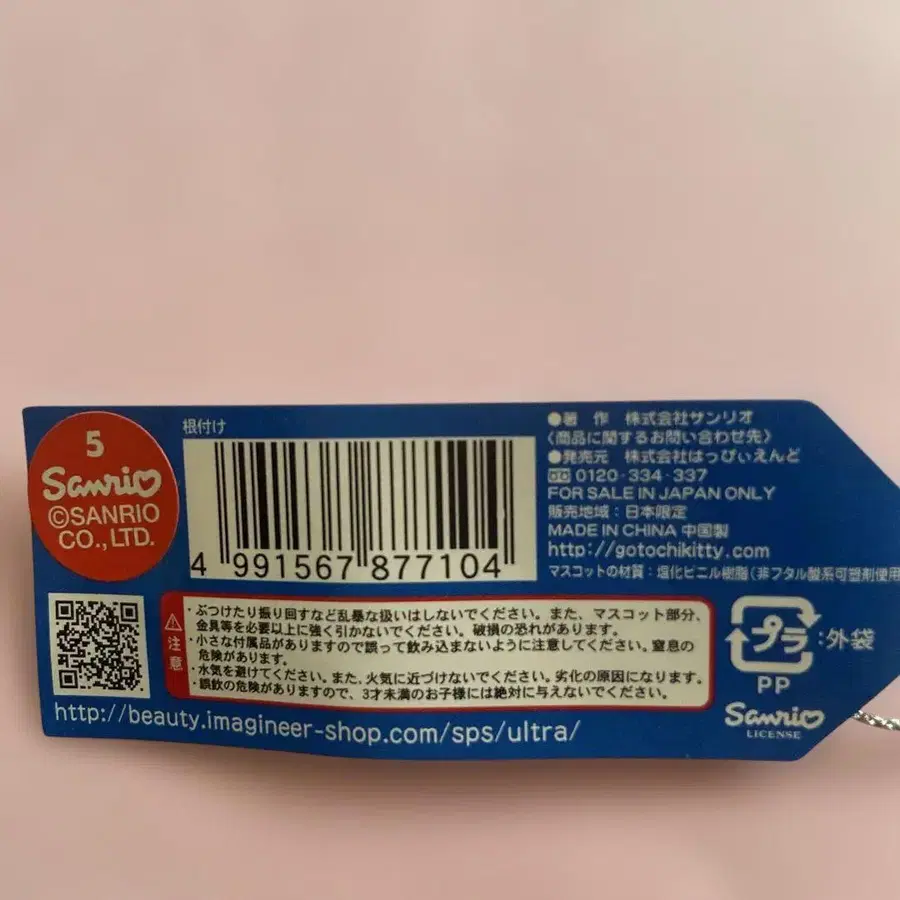 5
Sanrio
©SANRIO
CO.,LTD.
根付け
4 991567 877104
●著 作 株式会社サンリオ
〈商品に関するお問い合わせ先〉
●発売元 株式会社はっぴぃえんど
0120-334-337
FOR SALE IN JAPAN ONLY
販売地域：日本限定
MADE IN CHINA 中国製
http://gotochikitty.com
マスコットの材質：塩化ビニル樹脂(非フタル酸系可塑剤使用
注意
・ぶつけたり振り回すなど乱暴な扱いはしないでください。また、マスコット部分、
金具等を必要以上に強く引かないでください。破損の恐れがあります。
・小さな付属品がありますので誤って飲み込まないように注意してください。窒息の
危険があります。
・水気を避けてください。また、火気に近づけないでください。劣化の原因になります。
・誤飲の危険がありますので、3才未満のお子様には絶対に与えないでください。
プラ
：外袋
PP
Sanrio
LICENSE
http://beauty.imagineer-shop.com/sps/ultra/